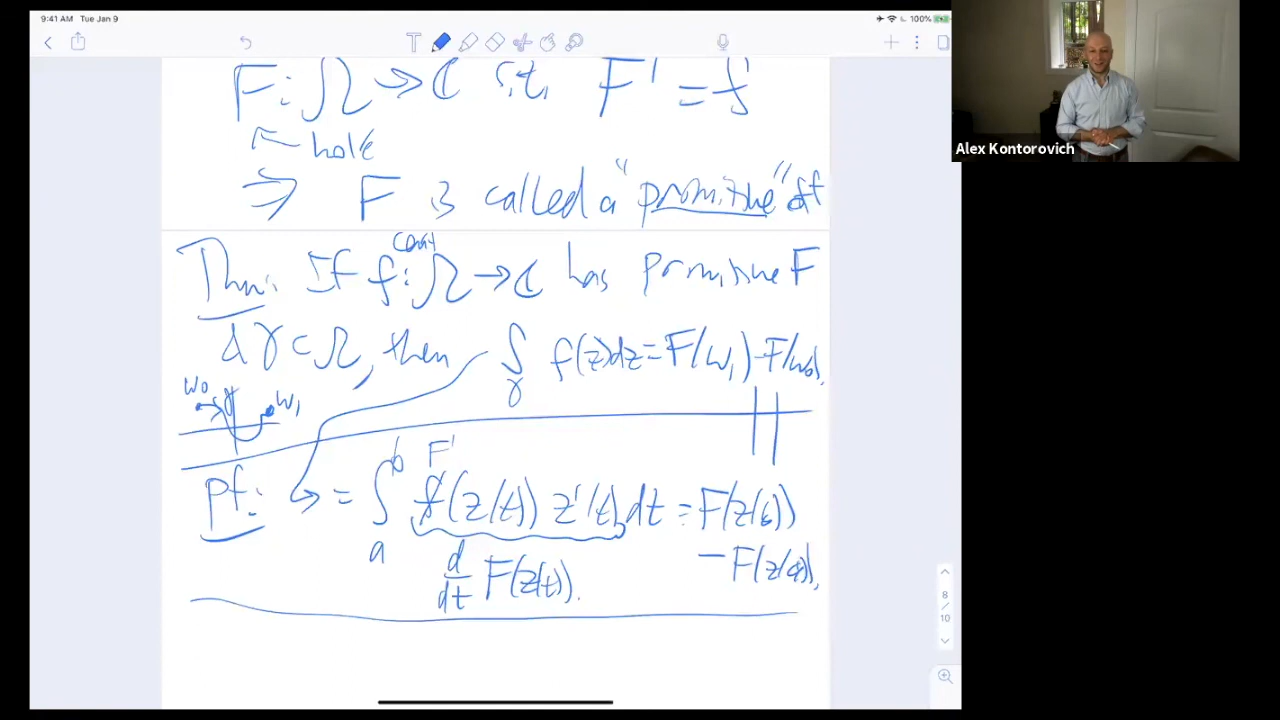 9:41 AM Tue Jan 9
100%
F: Ω → ℂ s.t. F' = f
← hole
⇒ F is called a "primitive" of f
Thm: If f: Ω → ℂ has primitive F
cont
& γ ⊂ Ω, then ∫_γ f(z)dz = F(w₁) - F(w₀).
w₀ γ w₁
Pf: ↪ = ∫_a^b f(z(t)) z'(t) dt = F(z(b))
F'
- F(z(a)).
d/dt F(z(t)).
8
/
10
Alex Kontorovich